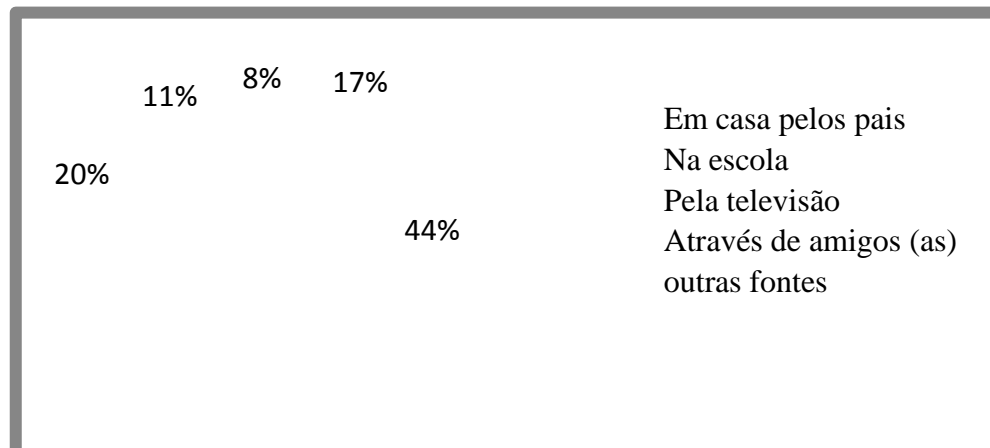 8%
17%
11%
20%
44%
Em casa pelos pais
Na escola
Pela televisão
Através de amigos (as)
outras fontes